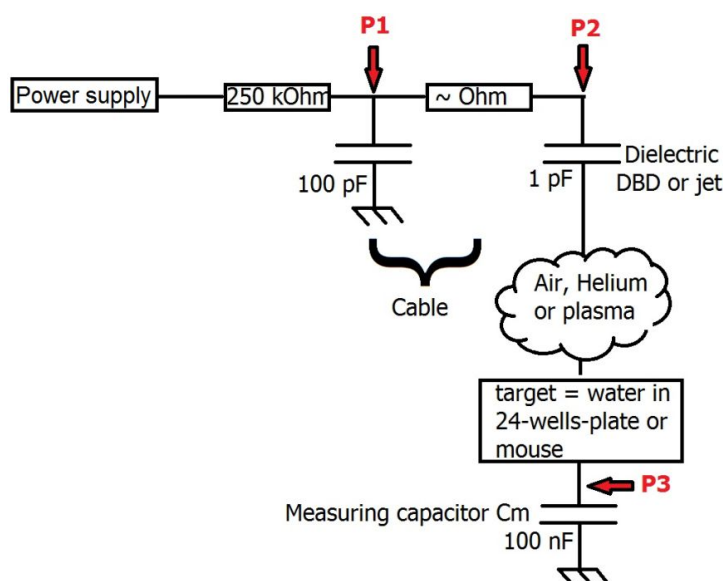 P1
P2
Power supply
250 kOhm
~ Ohm
100 pF
1 pF
Dielectric
DBD or jet
Cable
Air, Helium
or plasma
target = water in
24-wells-plate or
mouse
P3
Measuring capacitor Cm
100 nF